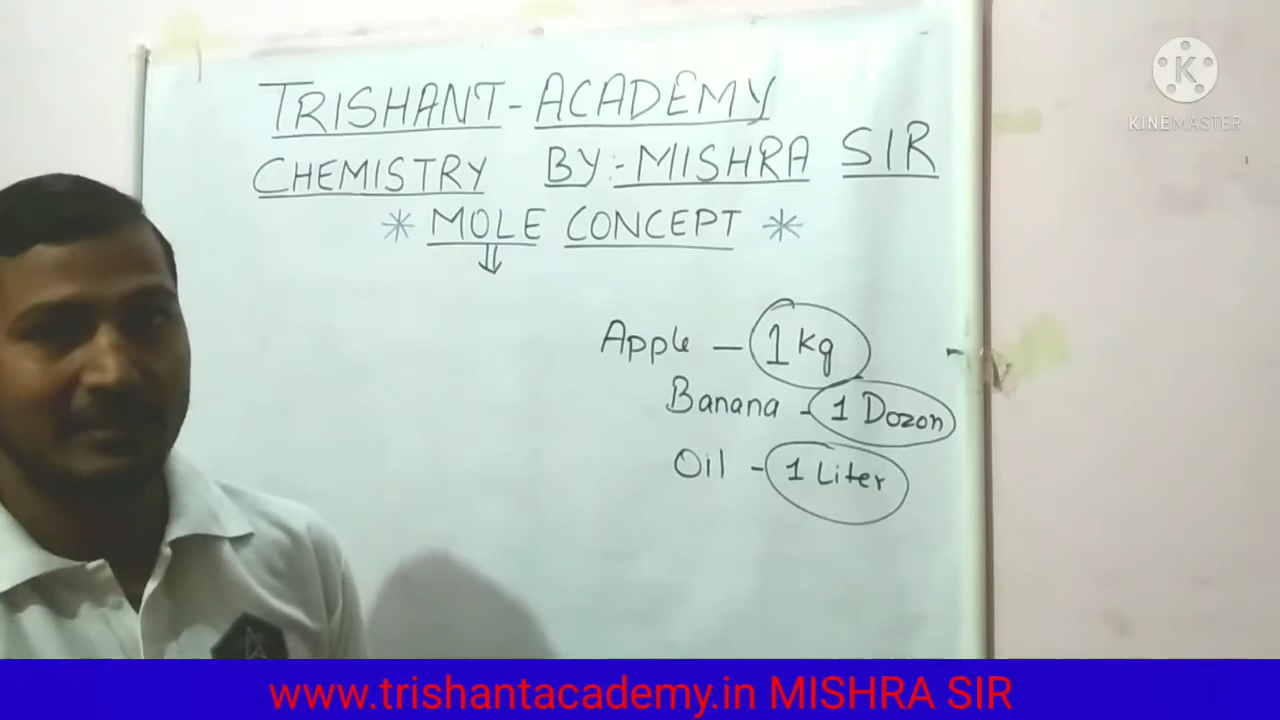 TRISHANT-ACADEMY
CHEMISTRY BY:-MISHRA SIR
* MOLE CONCEPT *
Apple - 1 Kg
Banana - 1 Dozon
Oil - 1 Liter
KINEMASTER
www.trishantacademy.in MISHRA SIR